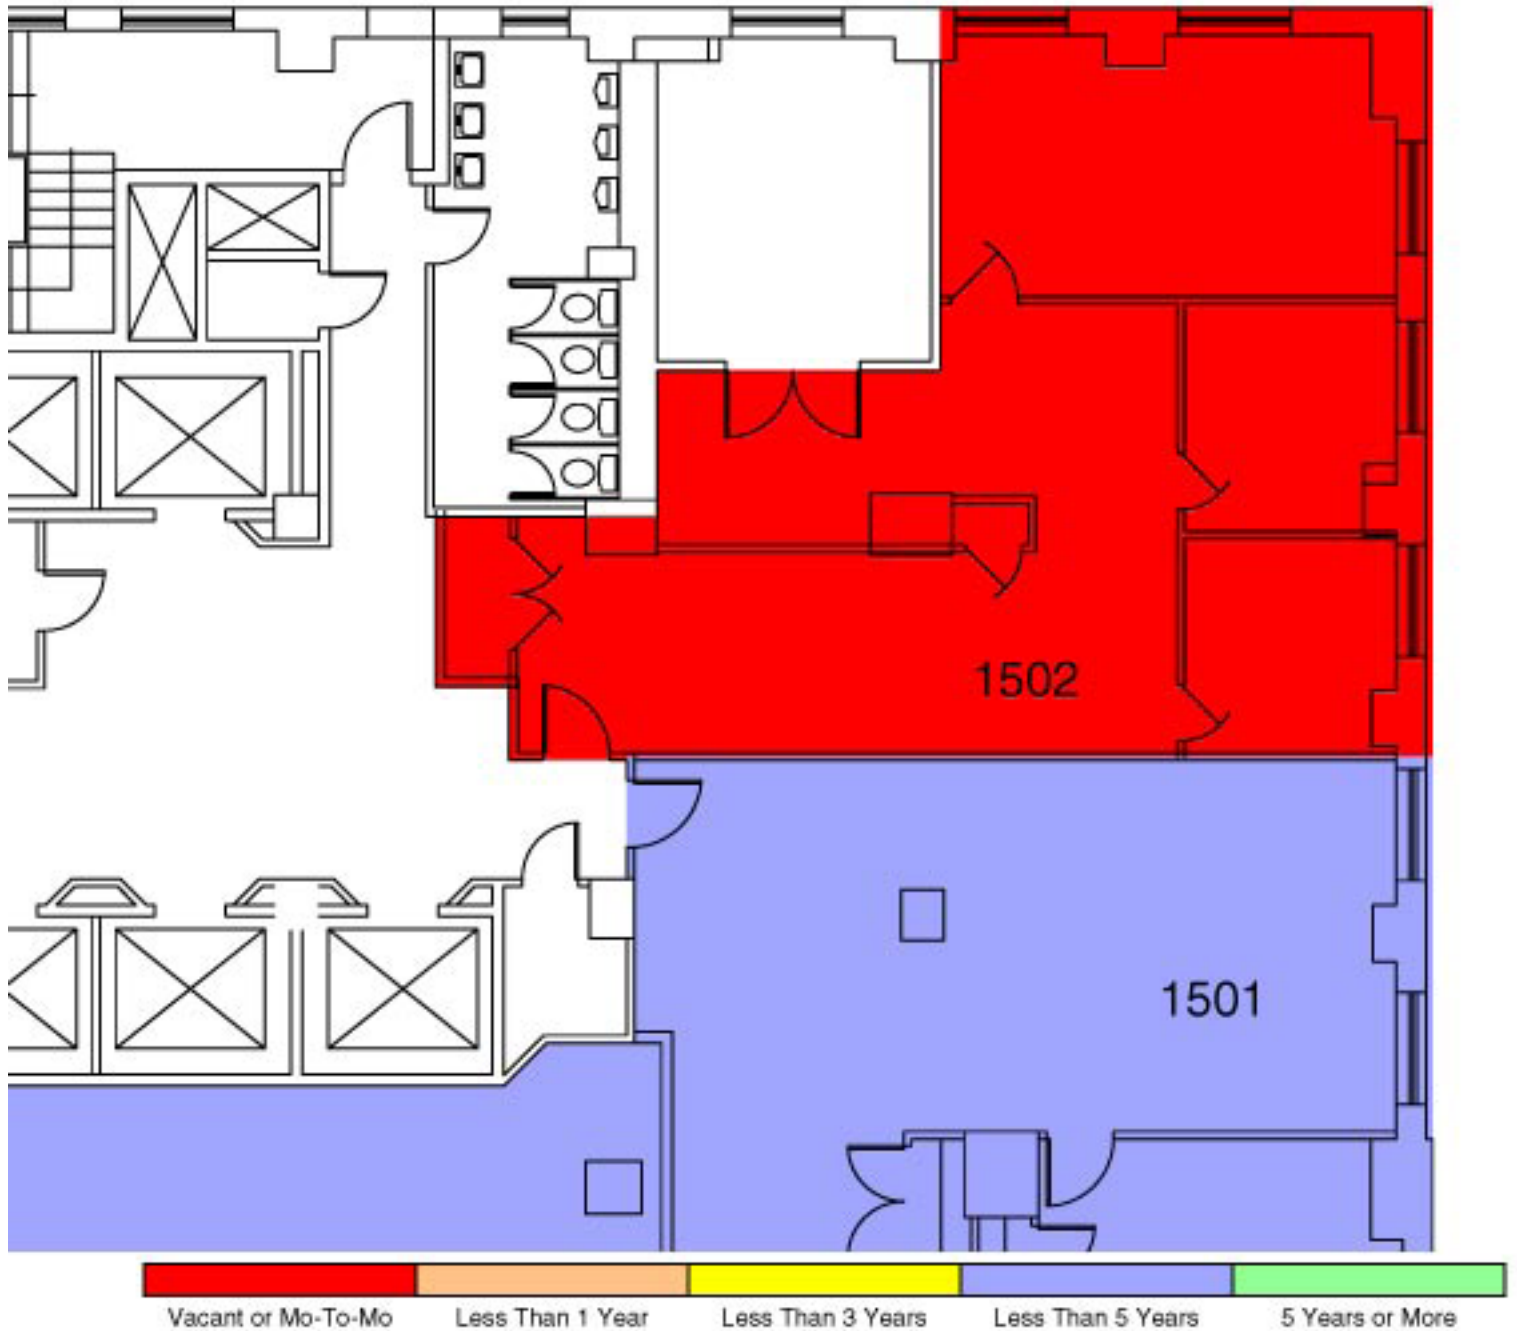 1502
1501
Vacant or Mo-To-Mo
Less Than 1 Year
Less Than 3 Years
Less Than 5 Years
5 Years or More